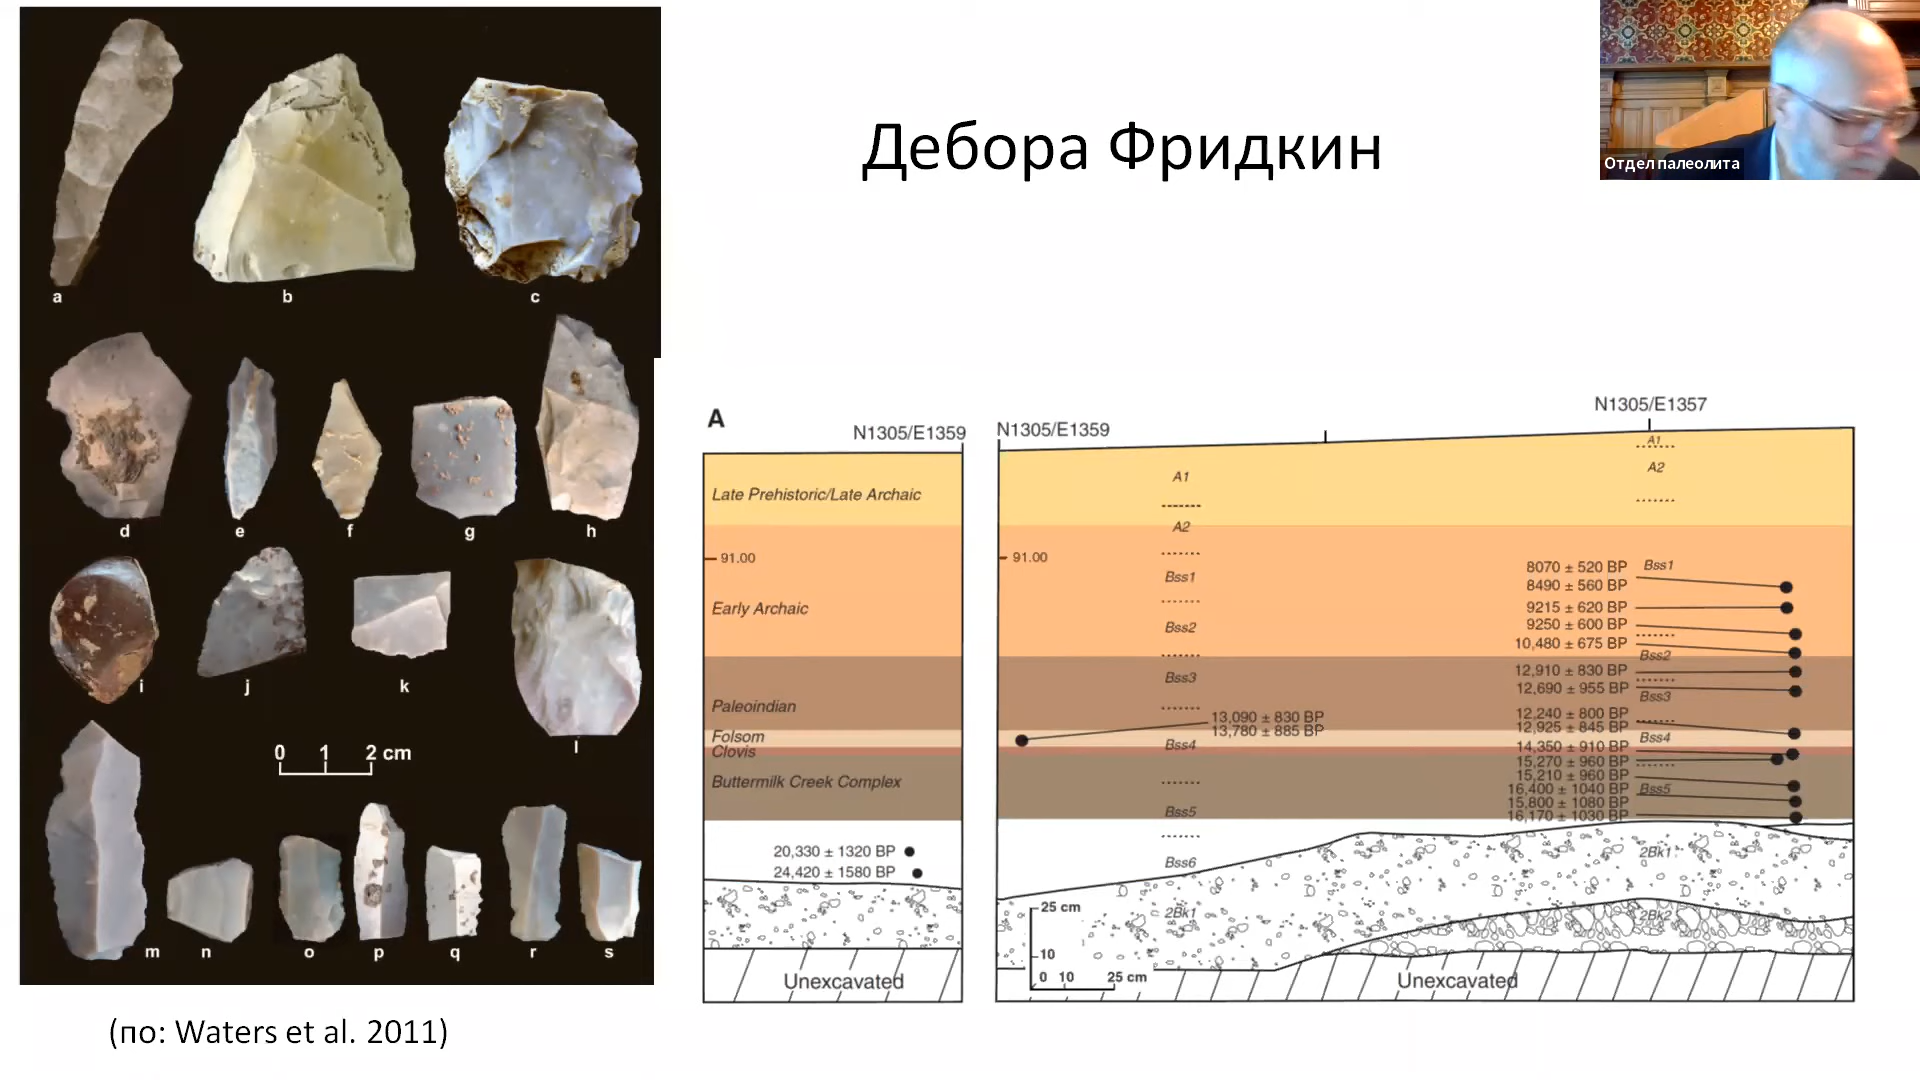 Дебора Фридкин
Отдел палеолита
a
b
c
d
e
f
g
h
i
j
k
l
0 1 2 cm
m
n
o
p
q
r
s
(по: Waters et al. 2011)
A
N1305/E1359
N1305/E1359
N1305/E1357
Late Prehistoric/Late Archaic
91.00
Early Archaic
Paleoindian
Folsom
Clovis
Buttermilk Creek Complex
20,330 ± 1320 BP
24,420 ± 1580 BP
Unexcavated
A1
A2
91.00
Bss1
Bss2
Bss3
13,090 ± 830 BP
13,780 ± 885 BP
Bss4
Bss5
Bss6
2Bk1
25 cm
10
0 10 25 cm
A1
A2
8070 ± 520 BP
Bss1
8490 ± 560 BP
9215 ± 620 BP
9250 ± 600 BP
10,480 ± 675 BP
Bss2
12,910 ± 830 BP
12,690 ± 955 BP
Bss3
12,240 ± 800 BP
12,925 ± 845 BP
Bss4
14,350 ± 910 BP
15,270 ± 960 BP
15,210 ± 960 BP
16,400 ± 1040 BP
Bss5
15,800 ± 1080 BP
16,170 ± 1030 BP
2Bk1
2Bk2
Unexcavated